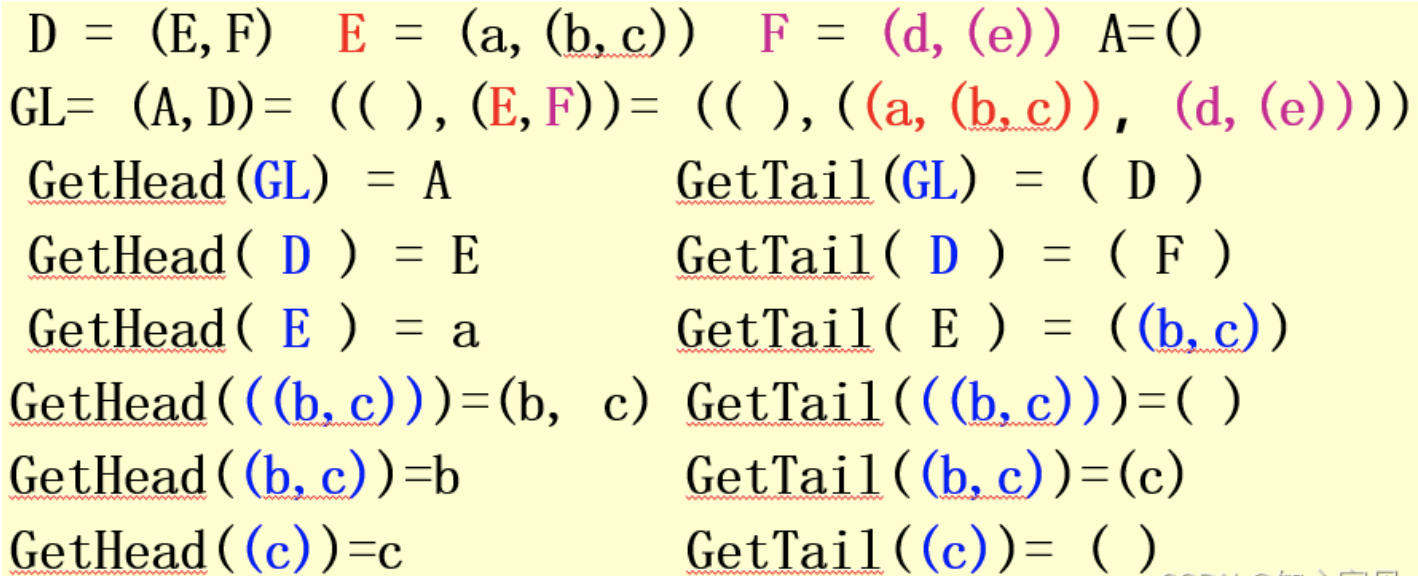 D = (E,F) E = (a,(b,c)) F = (d,(e)) A=()
GL= (A,D)= (( ),(E,F))= (( ),((a,(b,c)), (d,(e))))
GetHead(GL) = A GetTail(GL) = ( D )
GetHead( D ) = E GetTail( D ) = ( F )
GetHead( E ) = a GetTail( E ) = ((b,c))
GetHead(((b,c)))=(b, c) GetTail(((b,c)))=( )
GetHead((b,c))=b GetTail((b,c))=(c)
GetHead((c))=c GetTail((c))= ( )